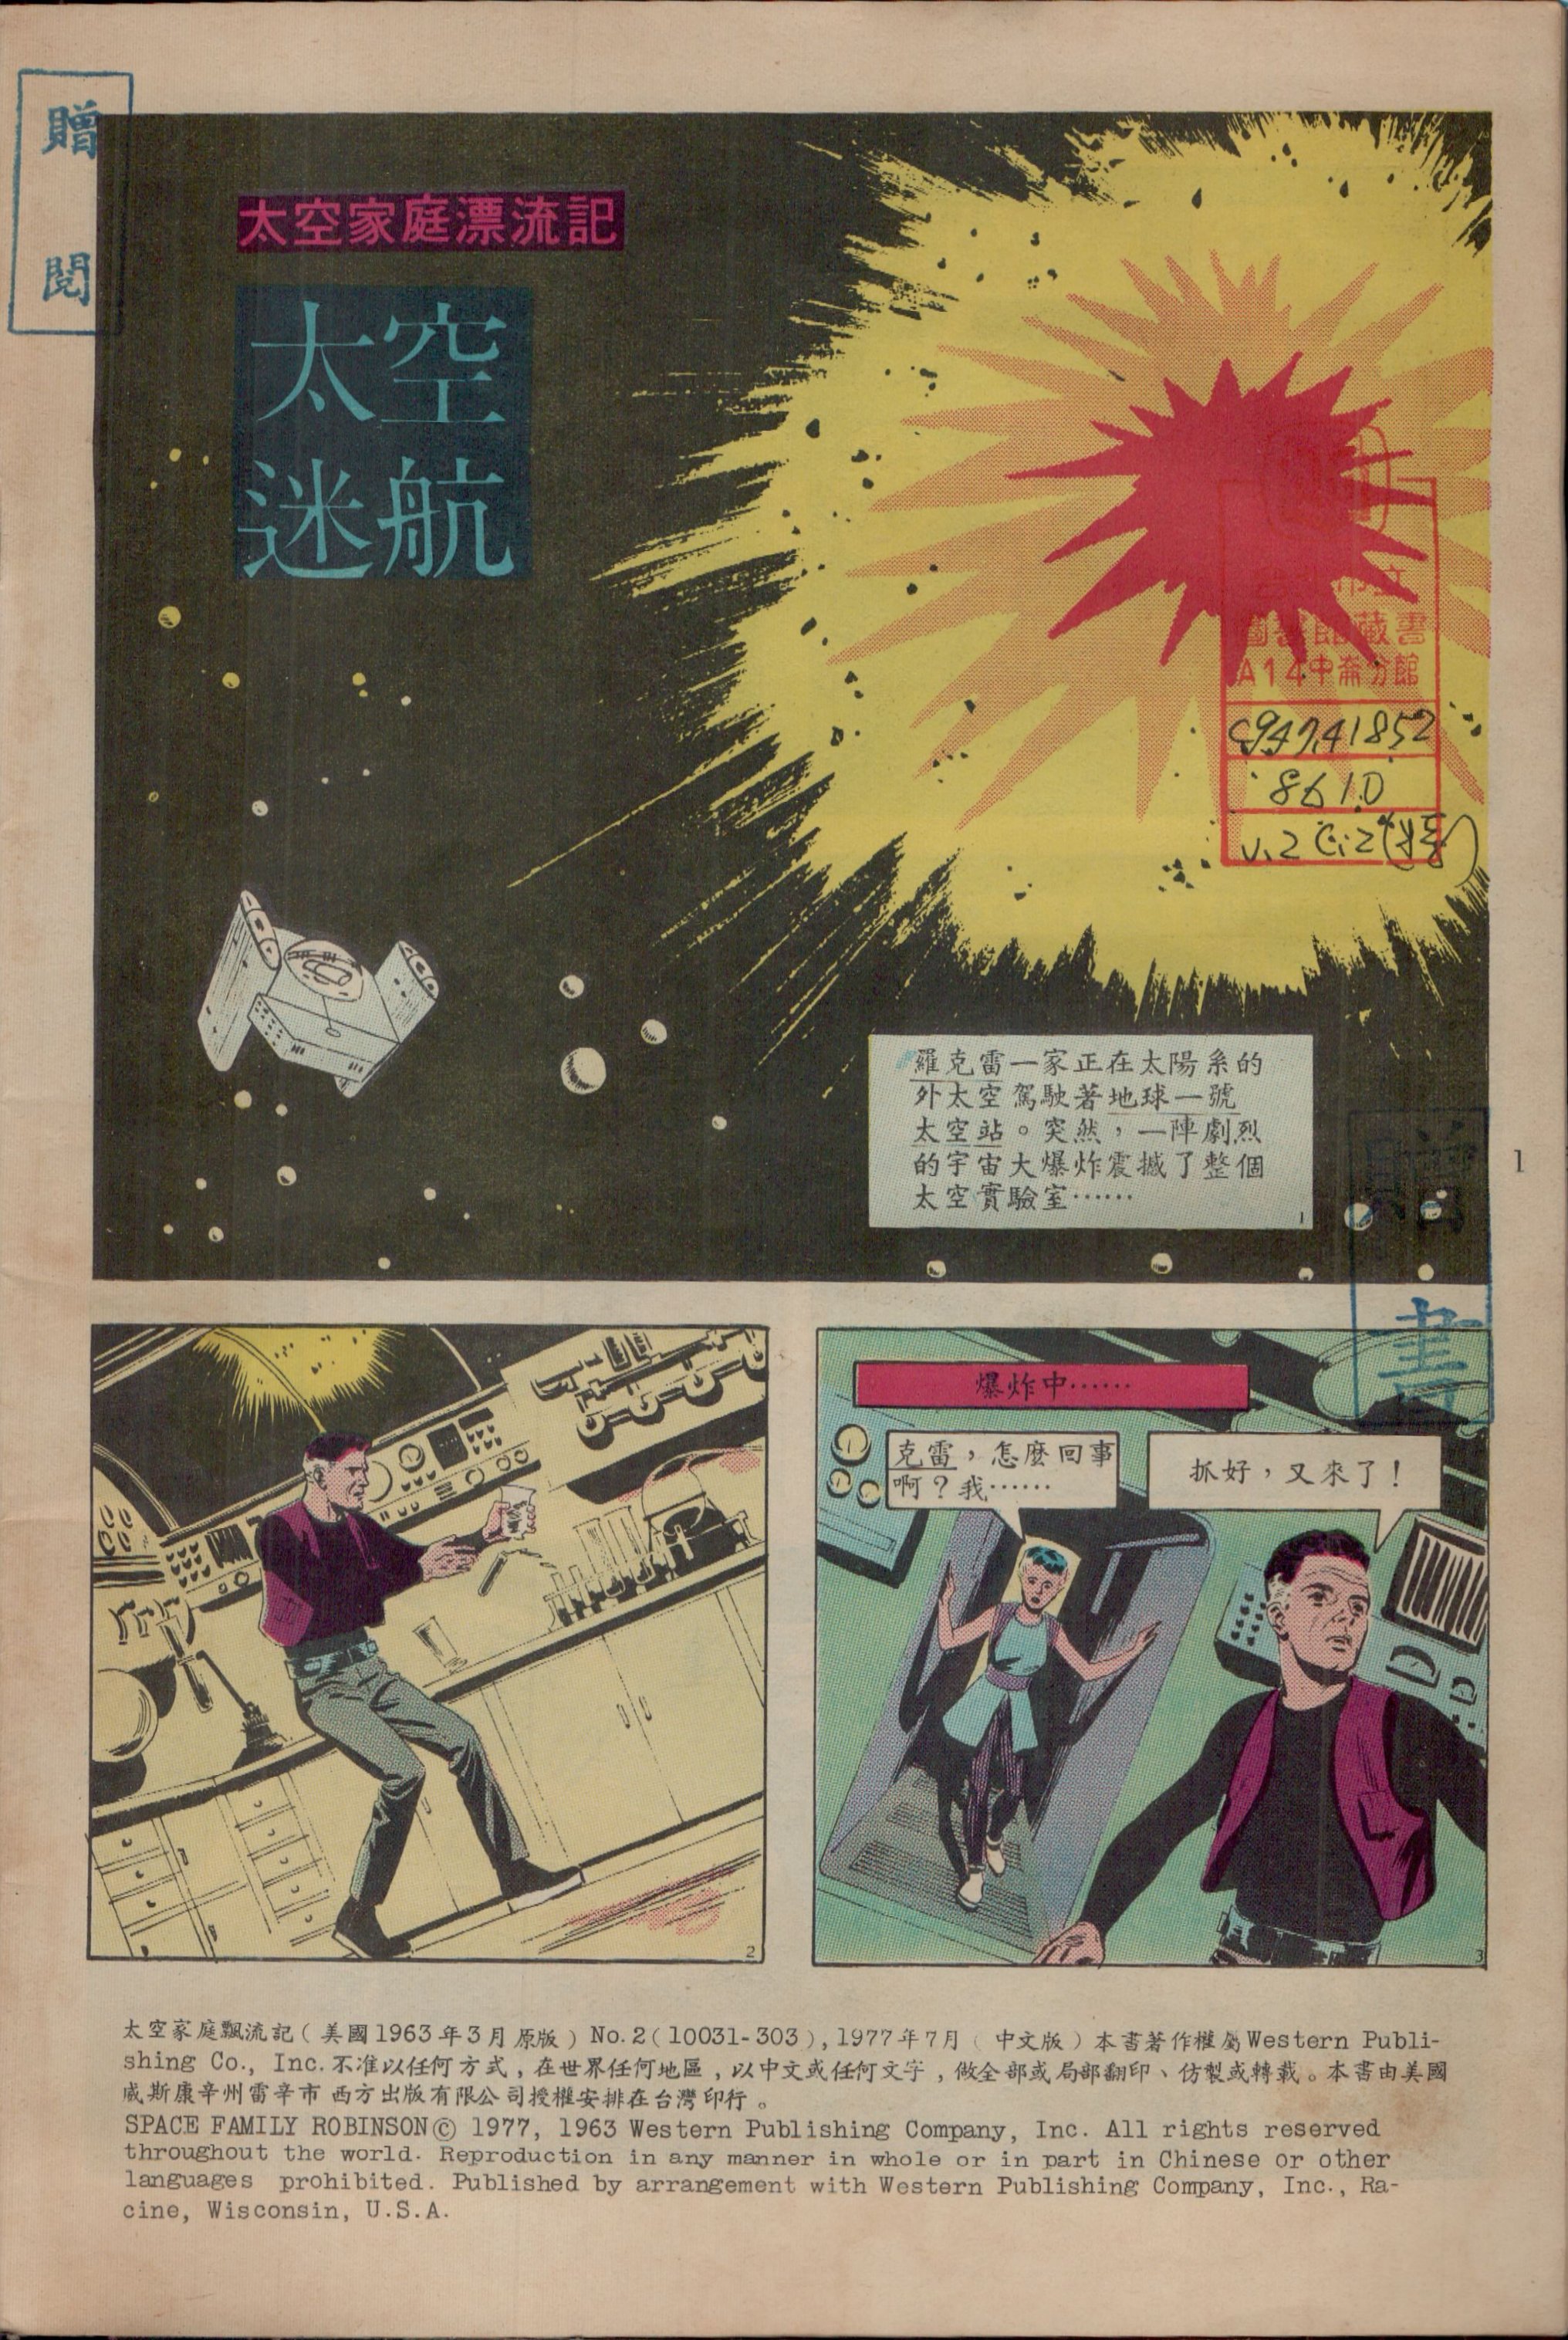 贈閱
太空家庭漂流記
太空
迷航
圖書館藏書
A14中崙分館
8610
羅克雷一家正在太陽系的
外太空駕駛著地球一號
太空站。突然，一陣劇烈
的宇宙大爆炸震撼了整個
太空實驗室……
1
贈書
1
2
爆炸中……
克雷，怎麼回事
啊？我……
抓好，又來了！
3
太空家庭飄流記（美國1963年3月原版）No.2(10031-303),1977年7月（中文版）本書著作權屬Western Publi-
shing Co., Inc.不准以任何方式，在世界任何地區，以中文或任何文字，做全部或局部翻印、仿製或轉載。本書由美國
威斯康辛州雷辛市西方出版有限公司授權安排在台灣印行。
SPACE FAMILY ROBINSON© 1977, 1963 Western Publishing Company, Inc. All rights reserved
throughout the world. Reproduction in any manner in whole or in part in Chinese or other
languages prohibited. Published by arrangement with Western Publishing Company, Inc., Ra-
cine, Wisconsin, U.S.A.